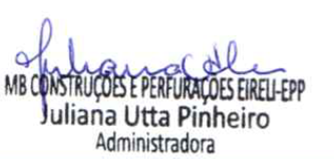 MB CONSTRUÇÕES E PERFURAÇÕES EIRELI-EPP
Juliana Utta Pinheiro
Administradora